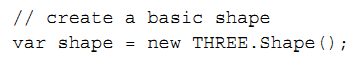 // create a basic shape
var shape = new THREE.Shape();